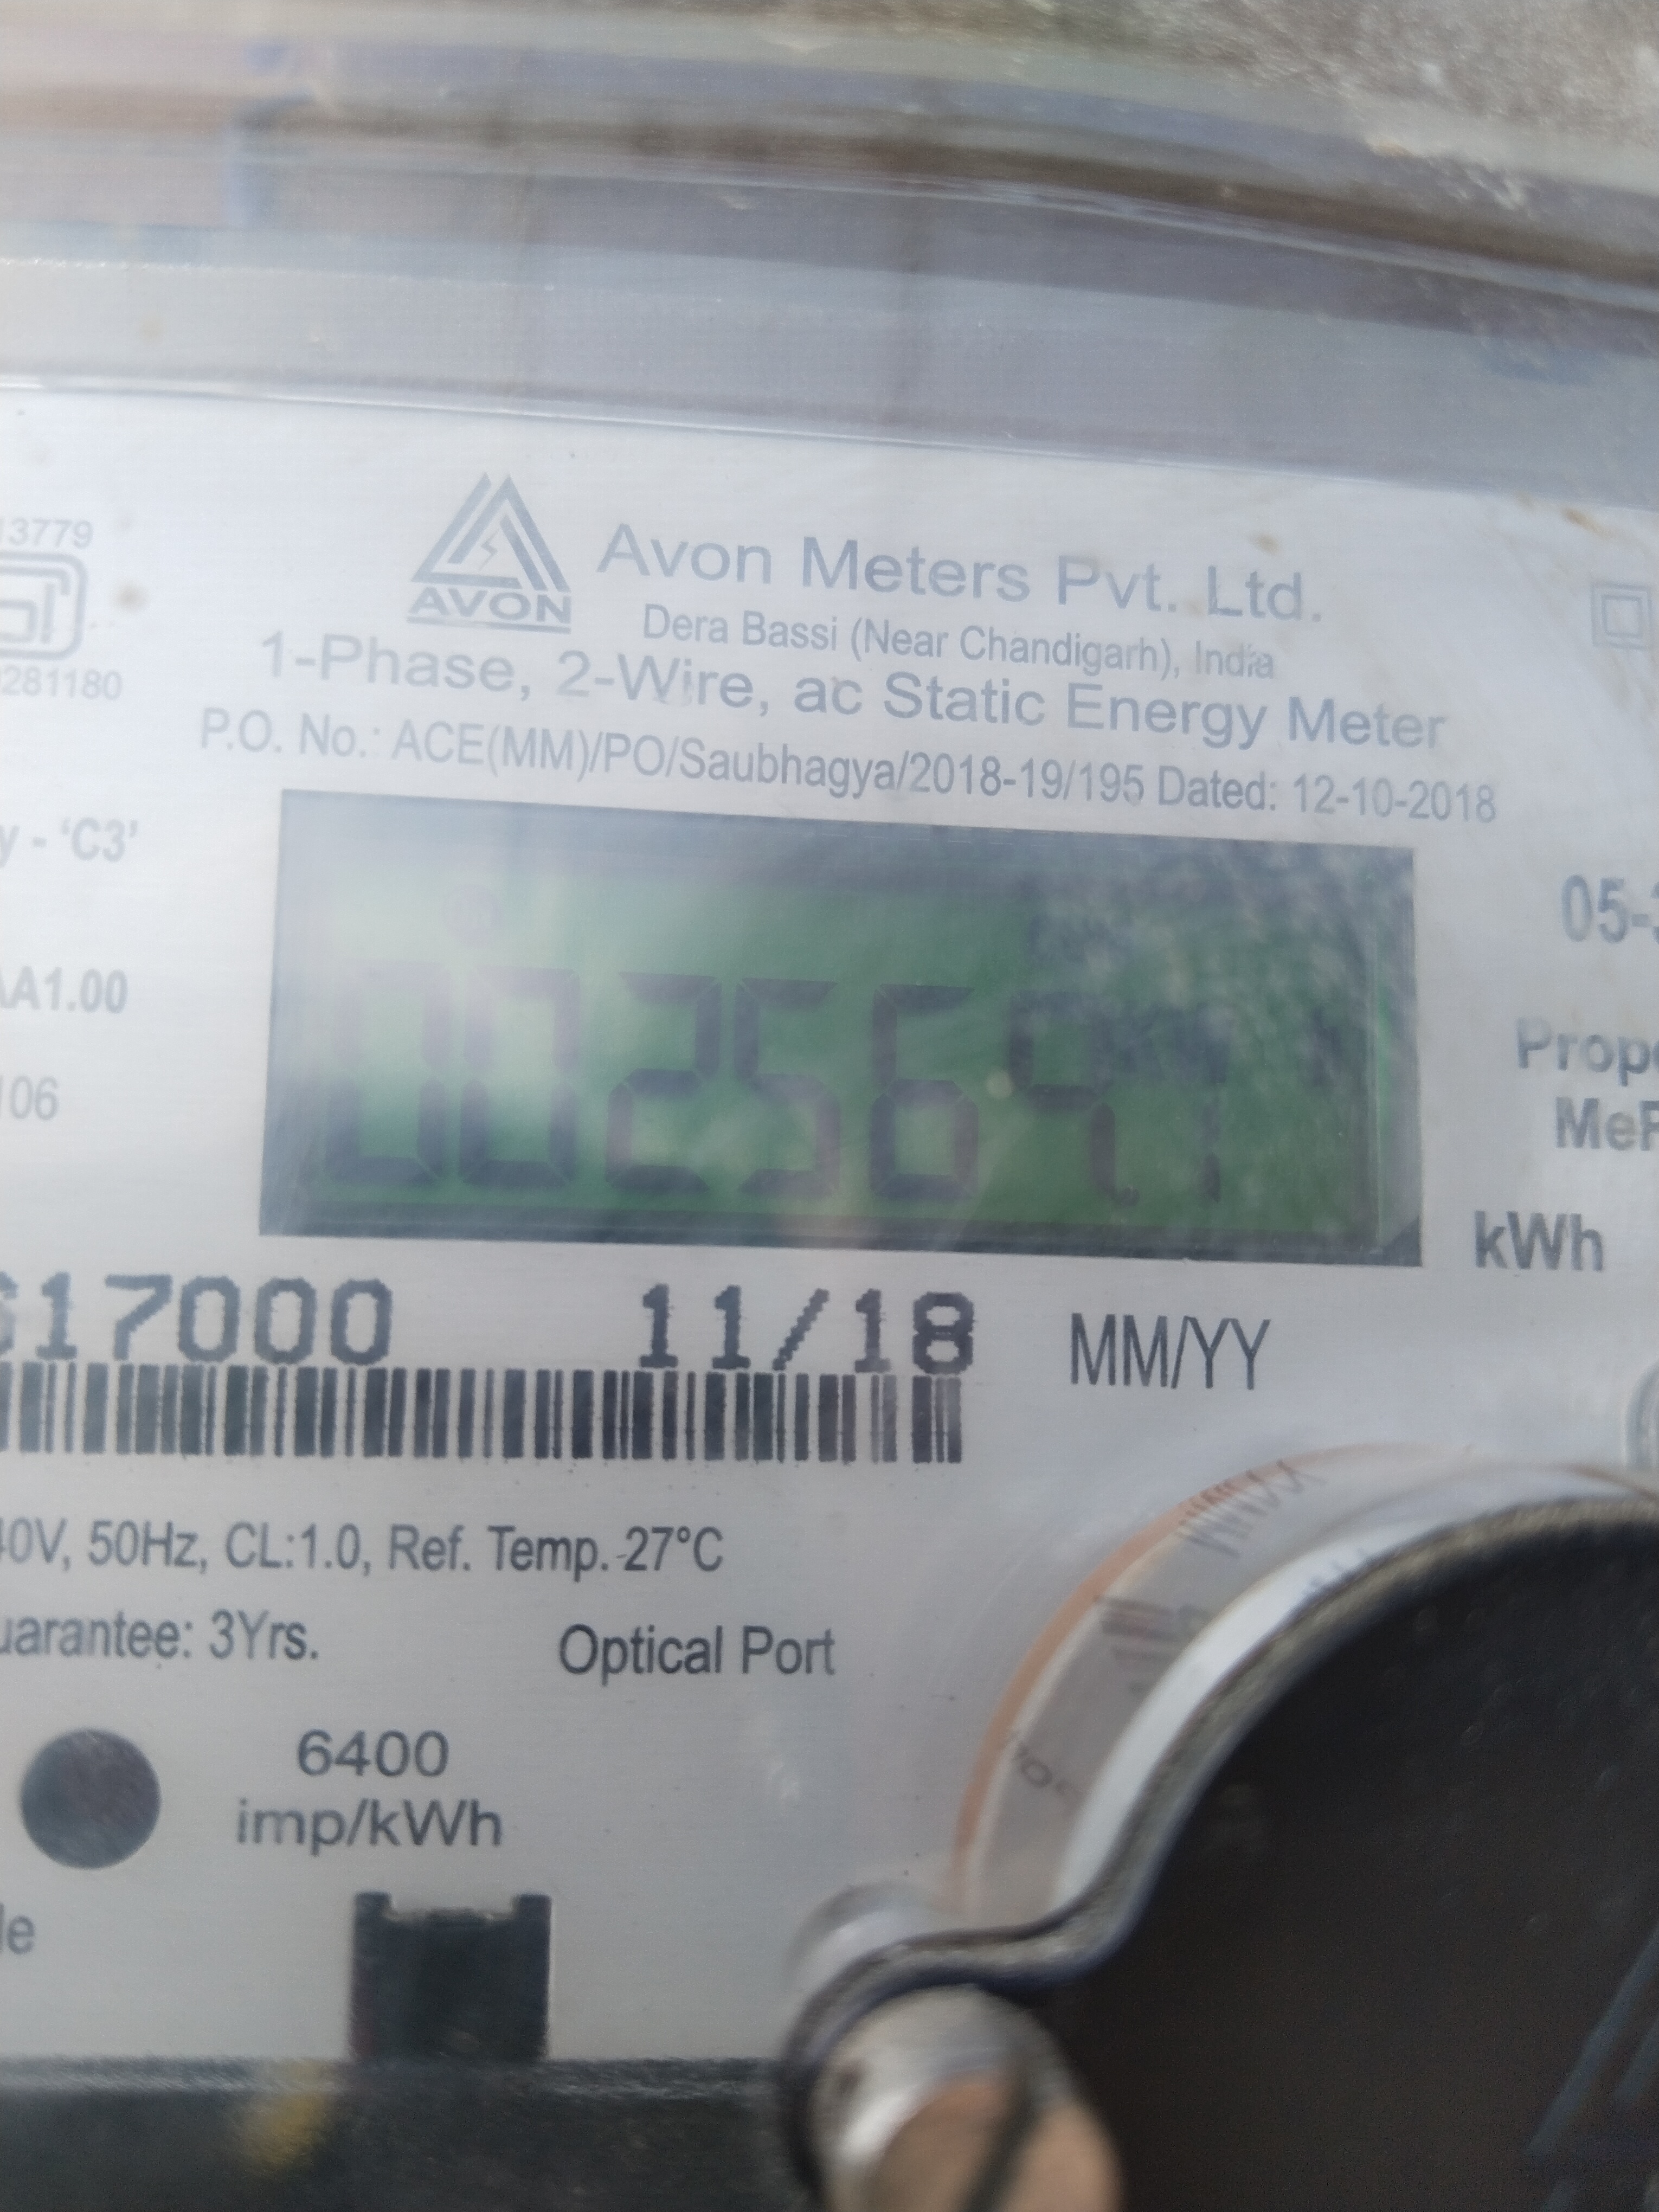 13779
281180
AVON
Avon Meters Pvt. Ltd.
Dera Bassi (Near Chandigarh), India
1-Phase, 2-Wire, ac Static Energy Meter
P.O. No.: ACE(MM)/PO/Saubhagya/2018-19/195 Dated: 12-10-2018
y - 'C3'
A1.00
106
05-
Prop
Me
kWh
617000 11/18 MM/YY
40V, 50Hz, CL:1.0, Ref. Temp.-27°C
uarantee: 3Yrs.
Optical Port
6400
imp/kWh
le